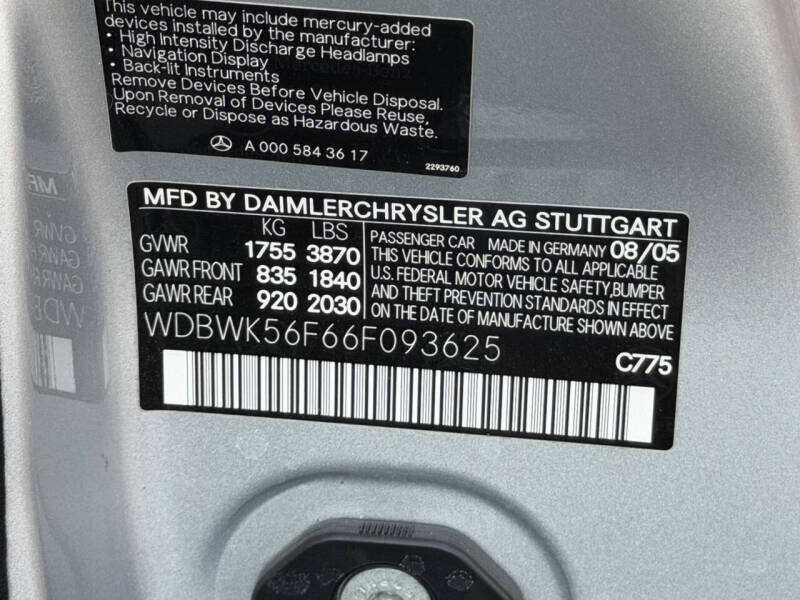 This vehicle may include mercury-added
devices installed by the manufacturer:
• High Intensity Discharge Headlamps
• Navigation Display
• Back-lit Instruments
Remove Devices Before Vehicle Disposal.
Upon Removal of Devices Please Reuse,
Recycle or Dispose as Hazardous Waste.
A 000 584 36 17
2293760
MFD BY DAIMLERCHRYSLER AG STUTTGART
KG LBS
GVWR 1755 3870
GAWR FRONT 835 1840
GAWR REAR 920 2030
PASSENGER CAR MADE IN GERMANY 08/05
THIS VEHICLE CONFORMS TO ALL APPLICABLE
U.S. FEDERAL MOTOR VEHICLE SAFETY,BUMPER
AND THEFT PREVENTION STANDARDS IN EFFECT
ON THE DATE OF MANUFACTURE SHOWN ABOVE
WDBWK56F66F093625
C775